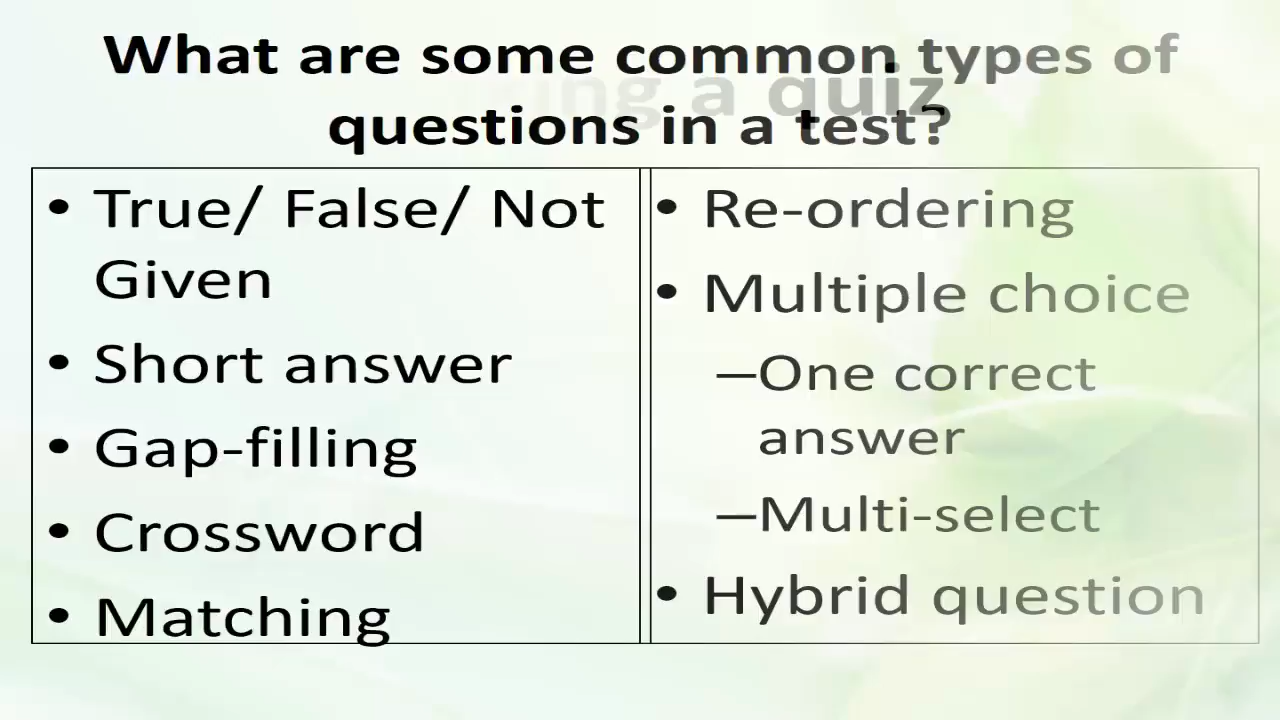 What are some common types of
questions in a test?
a quiz
• True/ False/ Not
Given
• Short answer
• Gap-filling
• Crossword
• Matching
• Re-ordering
• Multiple choice
–One correct
answer
–Multi-select
• Hybrid question